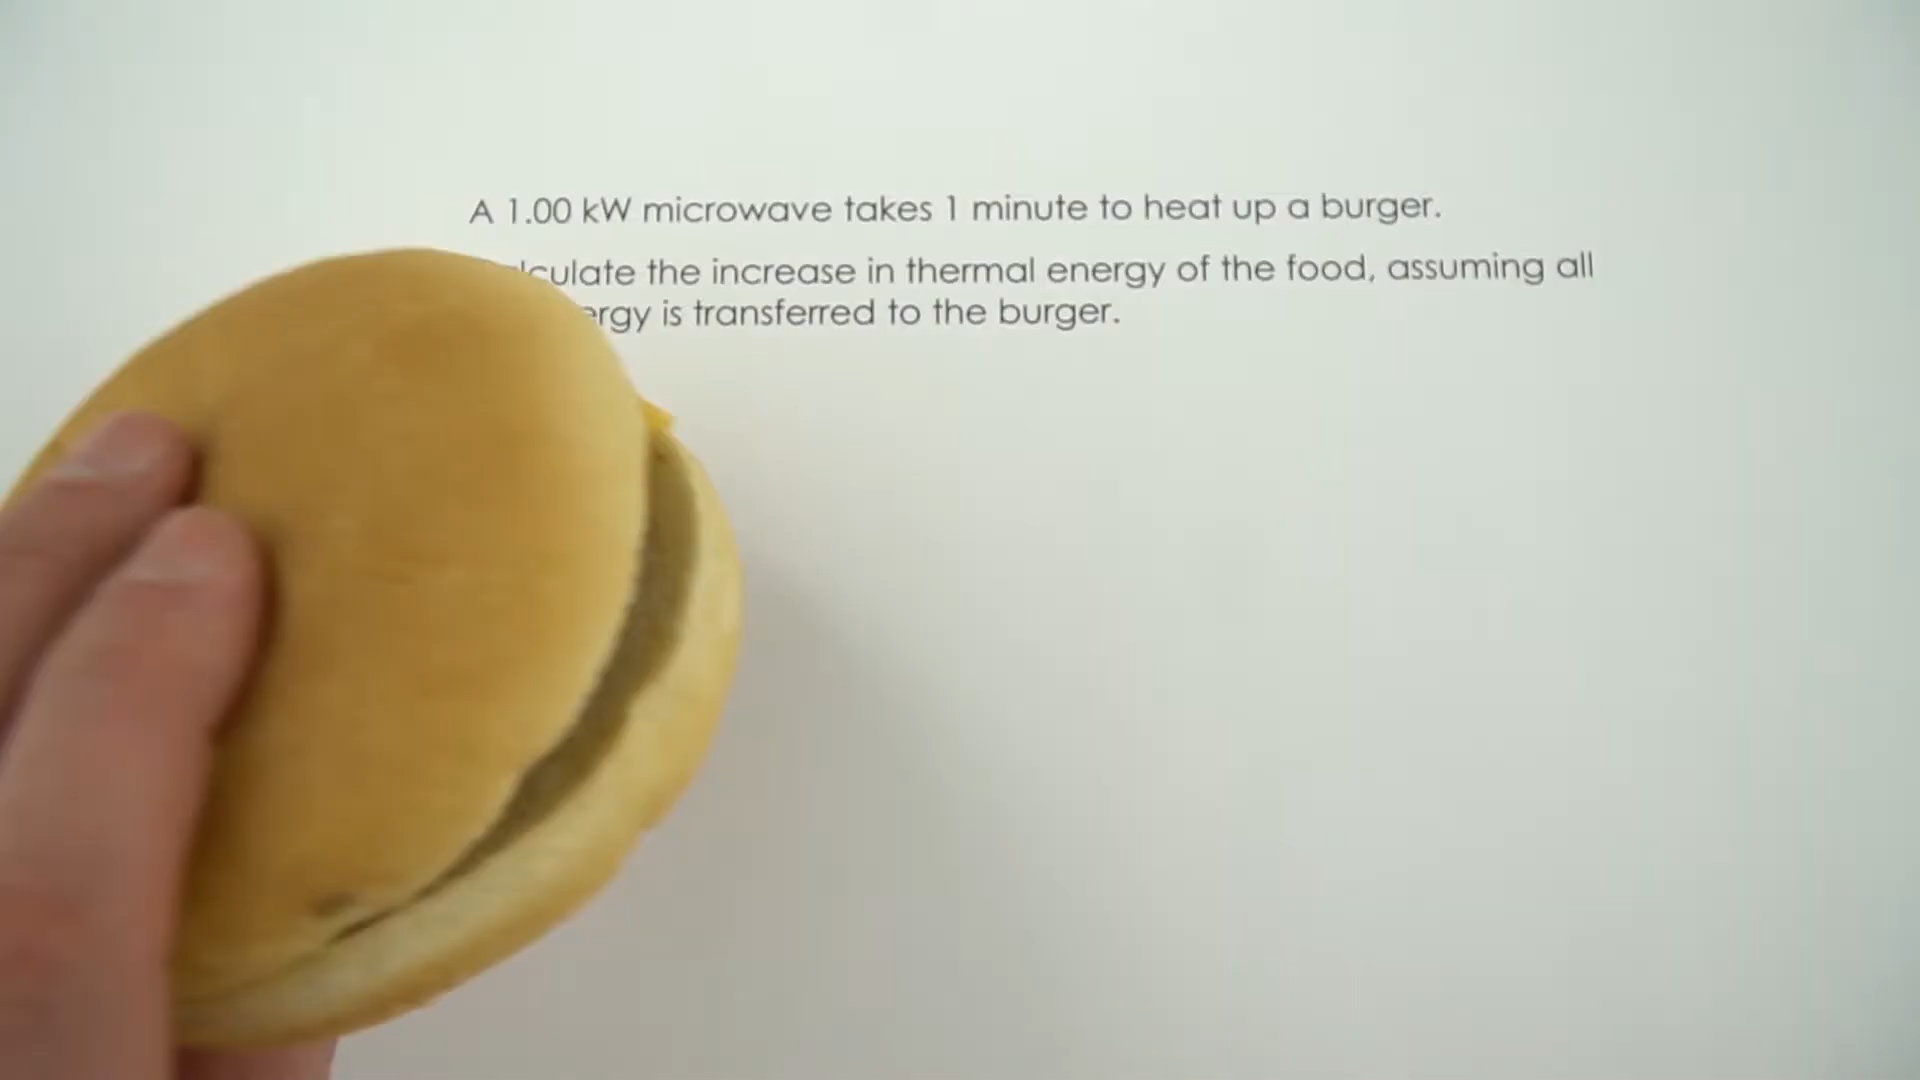 A 1.00 kW microwave takes 1 minute to heat up a burger.
the increase in thermal energy of the food, assuming all
is transferred to the burger.